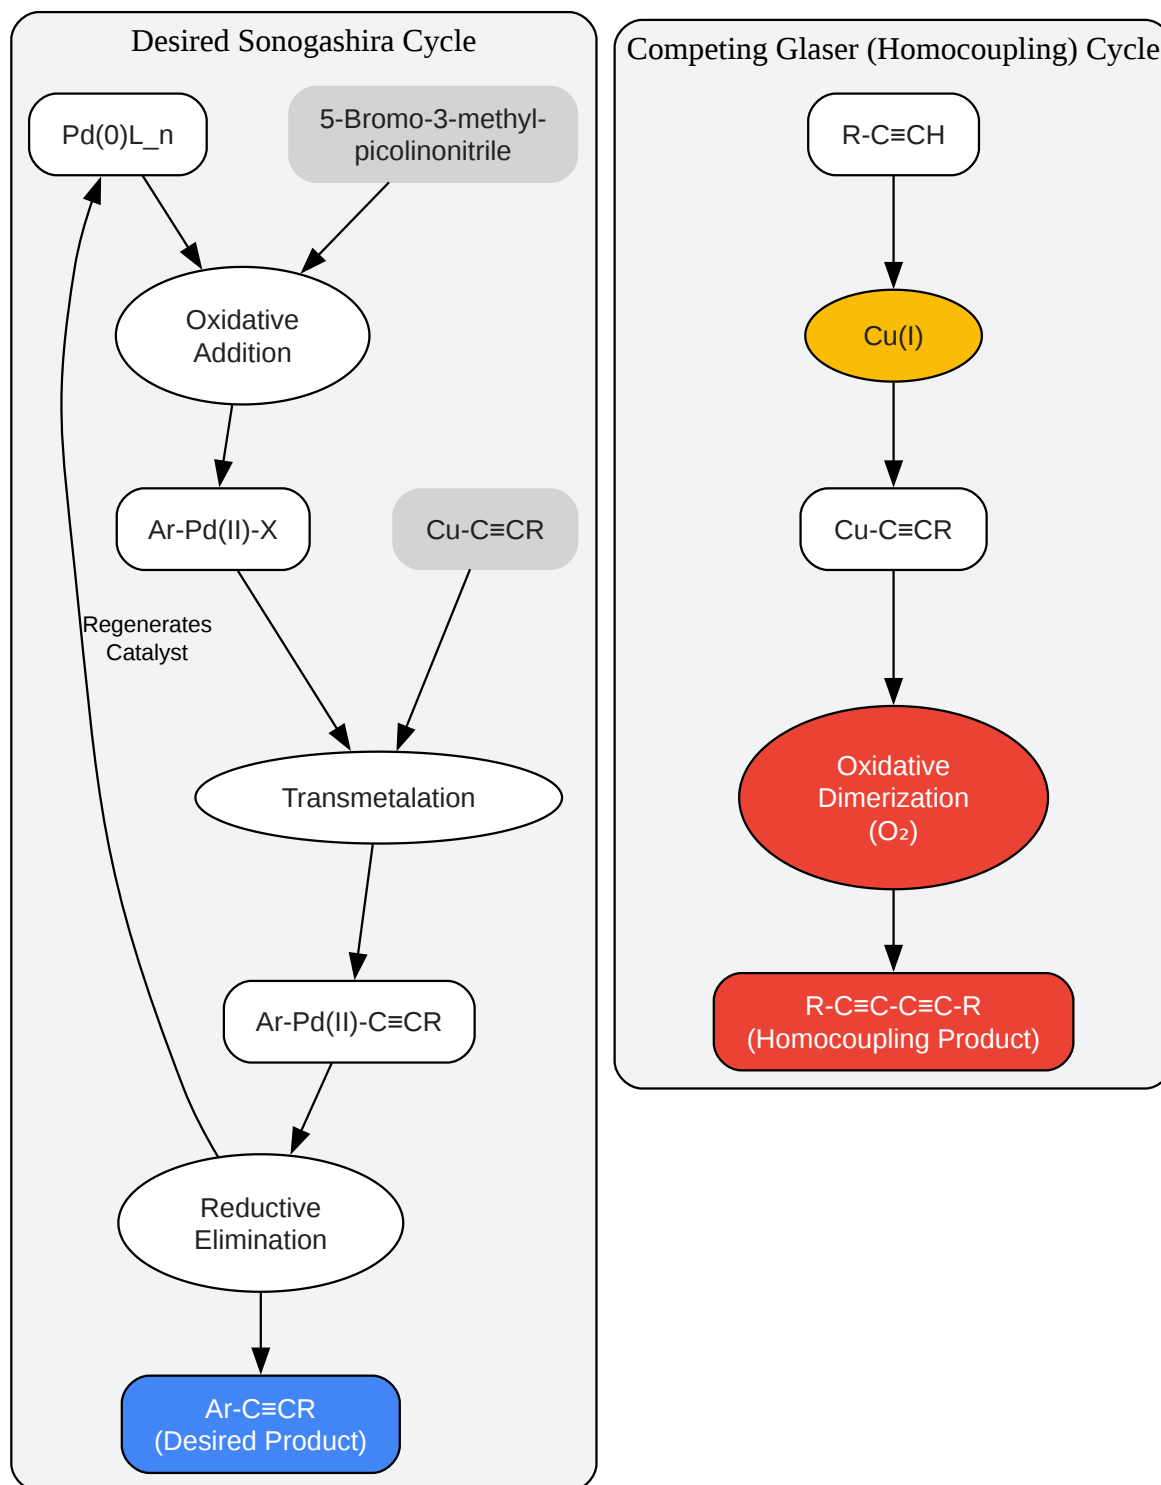 Desired Sonogashira Cycle
Pd(0)L_n
5-Bromo-3-methyl-
picolinonitrile
Oxidative
Addition
Ar-Pd(II)-X
Cu-C≡CR
Regenerates
Catalyst
Transmetalation
Ar-Pd(II)-C≡CR
Reductive
Elimination
Ar-C≡CR
(Desired Product)
Competing Glaser (Homocoupling) Cycle
R-C≡CH
Cu(I)
Cu-C≡CR
Oxidative
Dimerization
(O₂)
R-C≡C-C≡C-R
(Homocoupling Product)